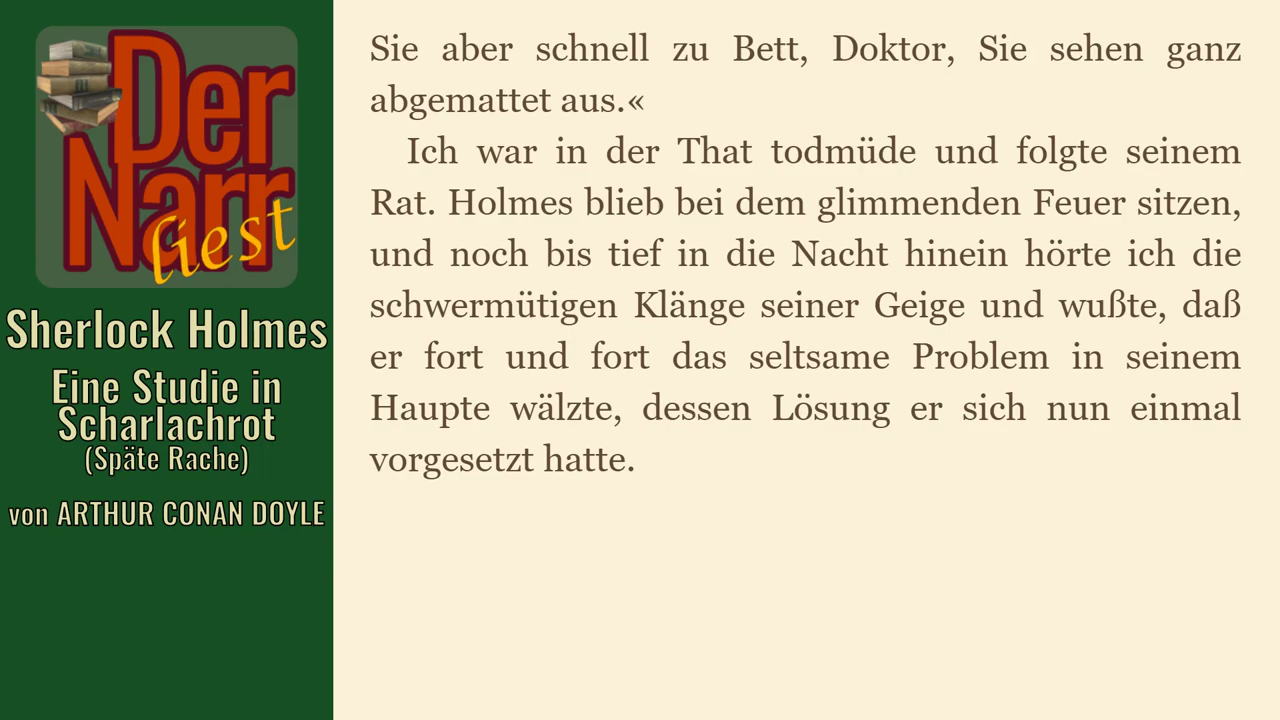 Der
Narr
liest
Sherlock Holmes
Eine Studie in
Scharlachrot
(Späte Rache)
von ARTHUR CONAN DOYLE
Sie aber schnell zu Bett, Doktor, Sie sehen ganz
abgemattet aus.«
Ich war in der That todmüde und folgte seinem
Rat. Holmes blieb bei dem glimmenden Feuer sitzen,
und noch bis tief in die Nacht hinein hörte ich die
schwermütigen Klänge seiner Geige und wußte, daß
er fort und fort das seltsame Problem in seinem
Haupte wälzte, dessen Lösung er sich nun einmal
vorgesetzt hatte.